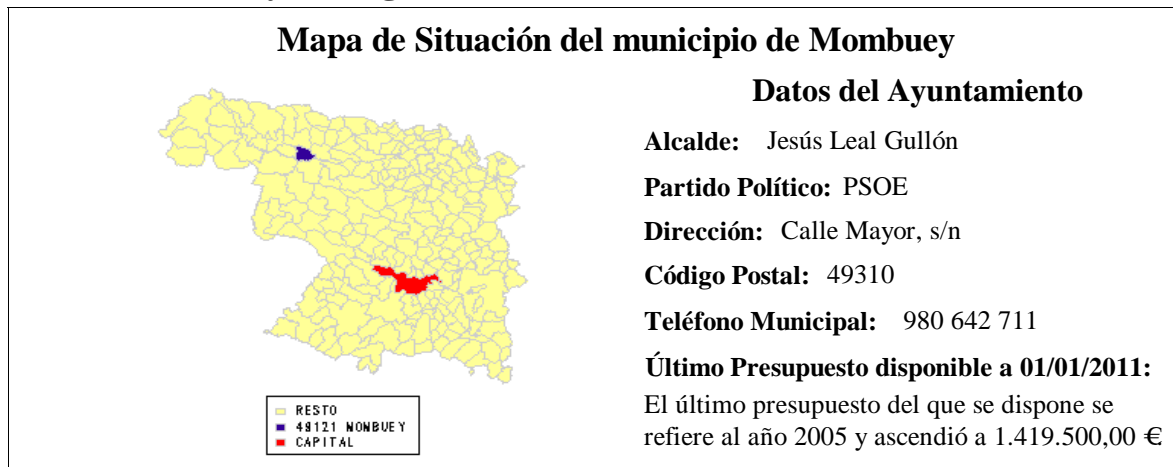 Mapa de Situación del municipio de Mombuey
Datos del Ayuntamiento
Alcalde: Jesús Leal Gullón
Partido Político: PSOE
Dirección: Calle Mayor, s/n
Código Postal: 49310
Teléfono Municipal: 980 642 711
Último Presupuesto disponible a 01/01/2011:
El último presupuesto del que se dispone se
refiere al año 2005 y ascendió a 1.419.500,00 €
RESTO
49121 MOMBUEY
CAPITAL